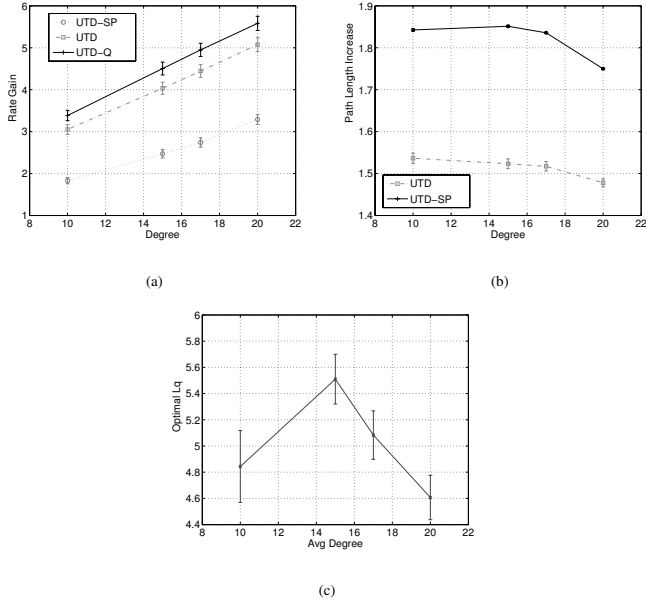 6
5
4
3
2
1
8 10 12 14 16 18 20 22
Rate Gain
Degree
UTD-SP
UTD
UTD-Q
(a)
1.9
1.8
1.7
1.6
1.5
1.4
8 10 12 14 16 18 20 22
Path Length Increase
Degree
UTD
UTD-SP
(b)
6
5.8
5.6
5.4
5.2
5
4.8
4.6
4.4
8 10 12 14 16 18 20 22
Optimal Lq
Avg Degree
(c)